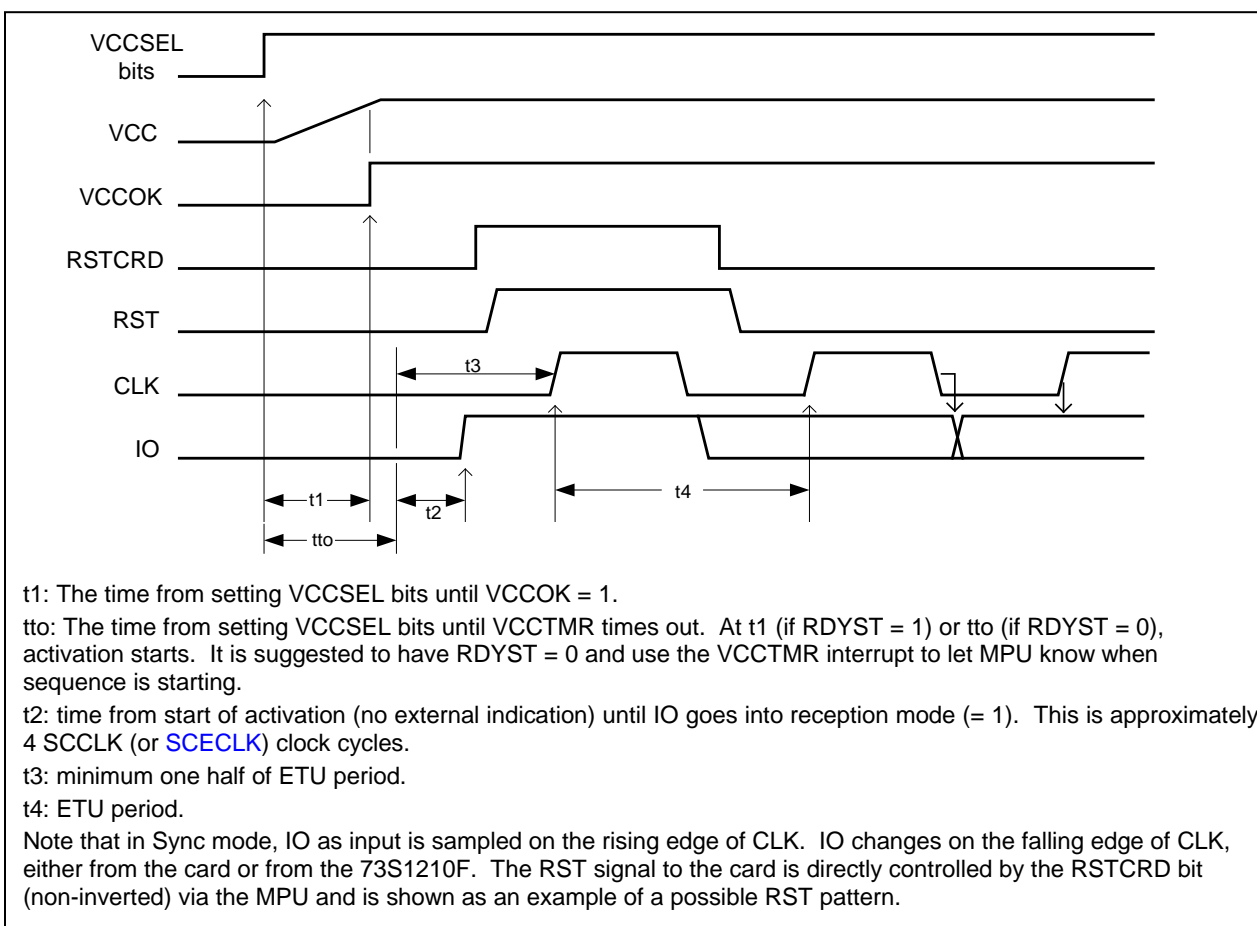 VCCSEL
bits
VCC
VCCOK
RSTCRD
RST
t3
CLK
IO
t1
t2
t4
tto
t1: The time from setting VCCSEL bits until VCCOK = 1.
tto: The time from setting VCCSEL bits until VCCTMR times out. At t1 (if RDYST = 1) or tto (if RDYST = 0),
activation starts. It is suggested to have RDYST = 0 and use the VCCTMR interrupt to let MPU know when
sequence is starting.
t2: time from start of activation (no external indication) until IO goes into reception mode (= 1). This is approximately
4 SCCLK (or SCECLK) clock cycles.
t3: minimum one half of ETU period.
t4: ETU period.
Note that in Sync mode, IO as input is sampled on the rising edge of CLK. IO changes on the falling edge of CLK,
either from the card or from the 73S1210F. The RST signal to the card is directly controlled by the RSTCRD bit
(non-inverted) via the MPU and is shown as an example of a possible RST pattern.